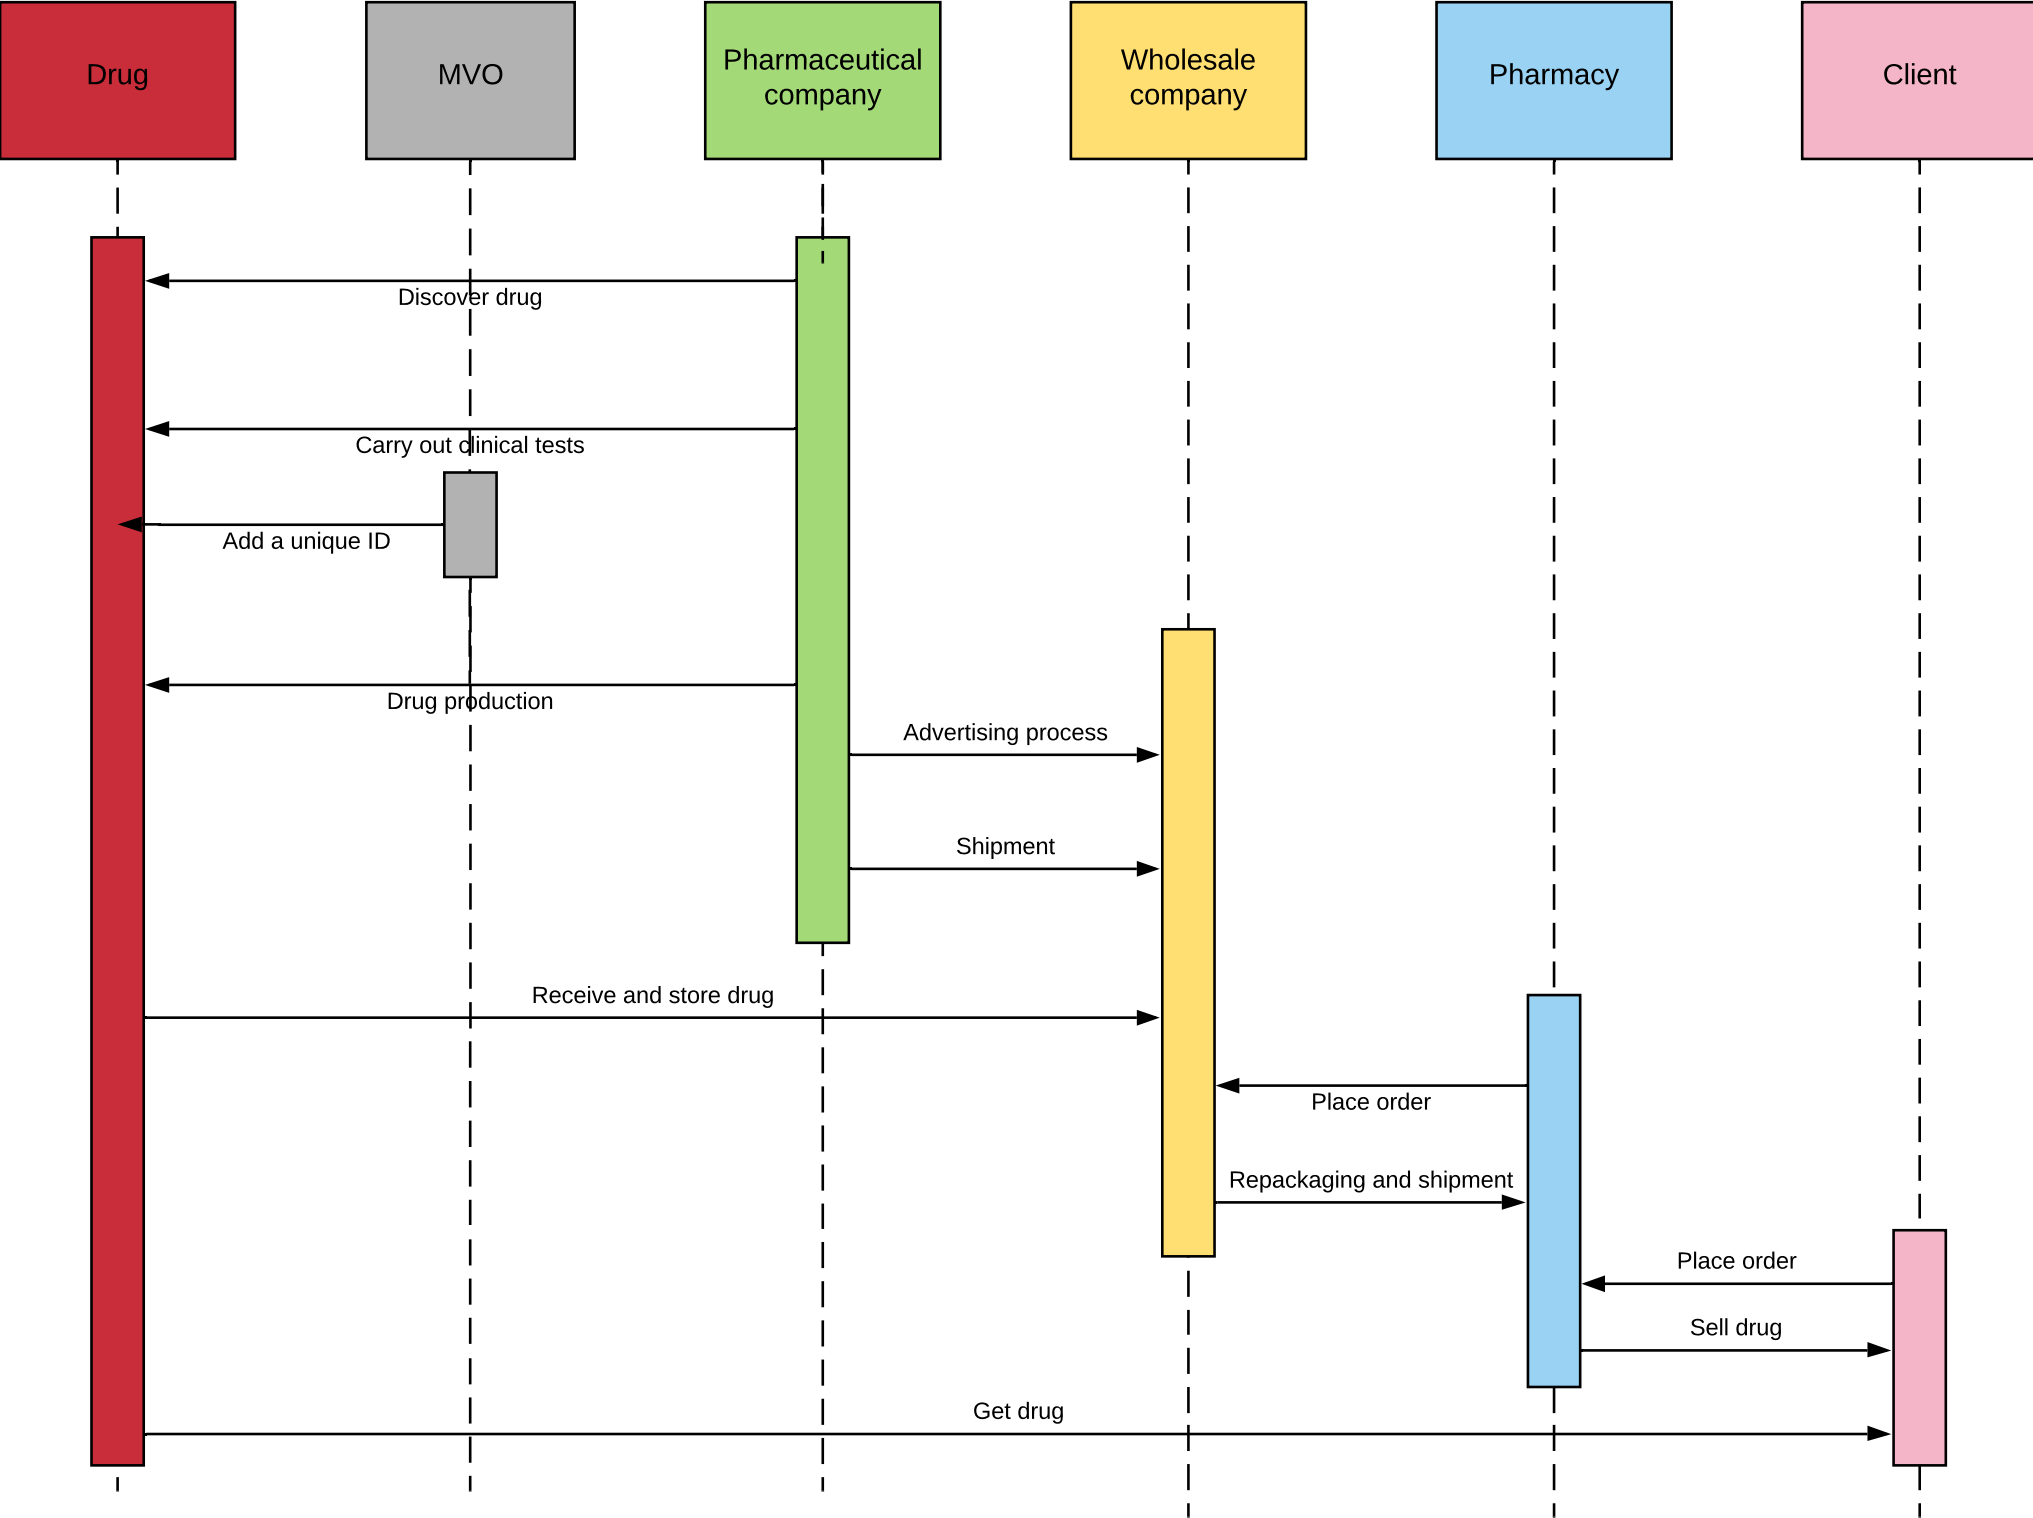 Drug
MVO
Pharmaceutical
company
Wholesale
company
Pharmacy
Client
Discover drug
Carry out clinical tests
Add a unique ID
Drug production
Advertising process
Shipment
Receive and store drug
Place order
Repackaging and shipment
Place order
Sell drug
Get drug